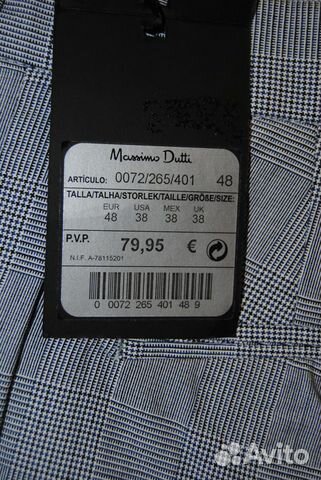 Massimo Dutti
ARTÍCULO: 0072/265/401 48
TALLA/TALHA/STORLEK/TAILLE/GRÖßE/SIZE:
EUR USA MEX UK
48 38 38 38
P.V.P. 79,95 €
N.I.F. A-78115201
0 0072 265 401 48 9
Avito